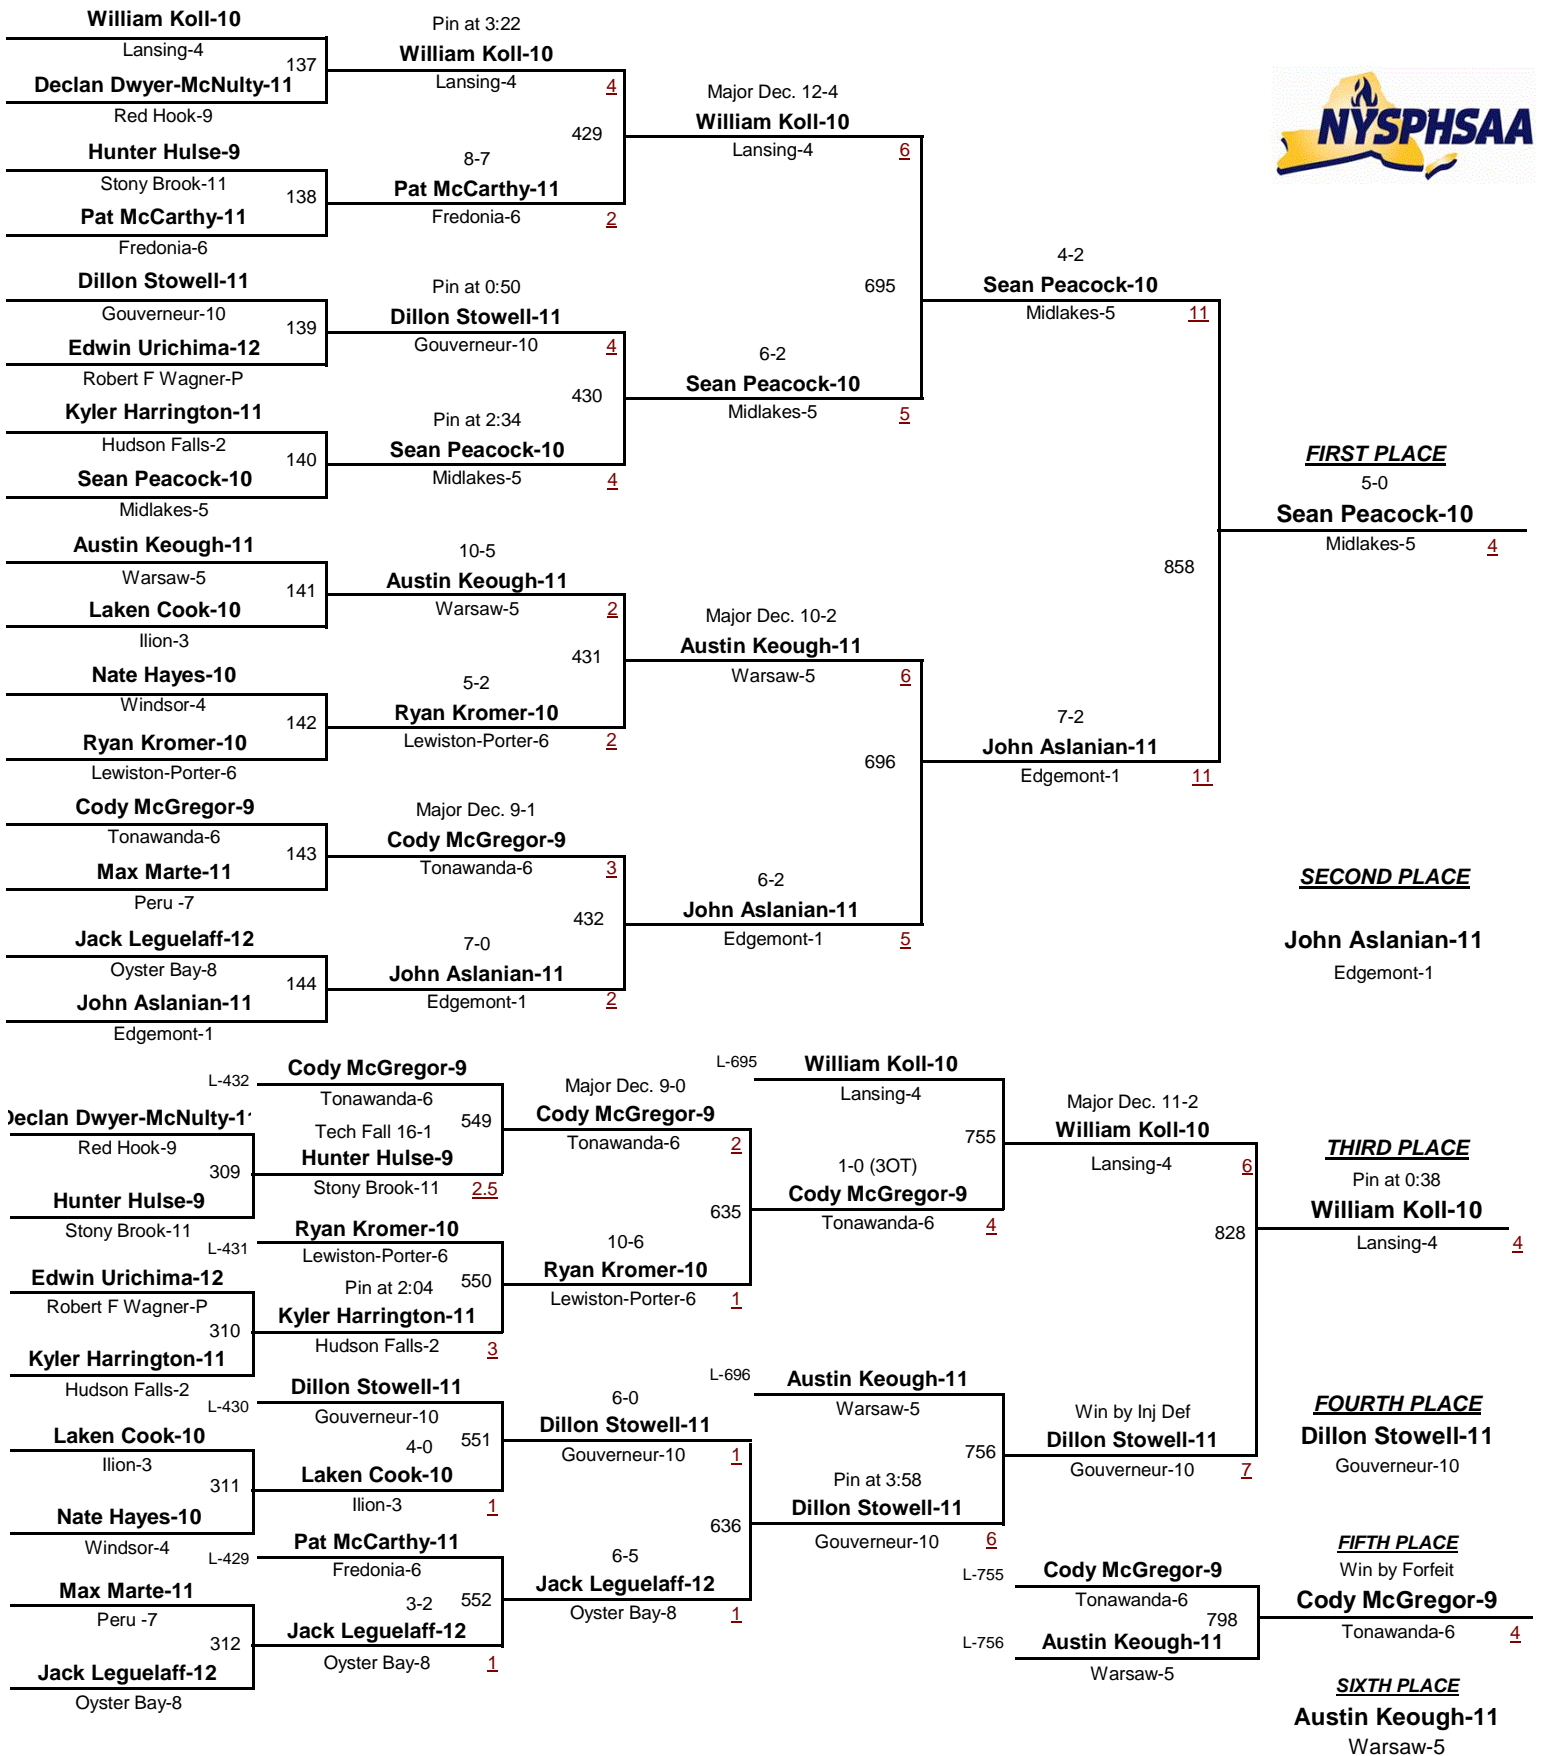 William Koll-10
Lansing-4
137
Declan Dwyer-McNulty-11
Red Hook-9
Hunter Hulse-9
Stony Brook-11
138
Pat McCarthy-11
Fredonia-6
Dillon Stowell-11
Gouverneur-10
139
Edwin Urichima-12
Robert F Wagner-P
Kyler Harrington-11
Hudson Falls-2
140
Sean Peacock-10
Midlakes-5
Austin Keough-11
Warsaw-5
141
Laken Cook-10
Ilion-3
Nate Hayes-10
Windsor-4
142
Ryan Kromer-10
Lewiston-Porter-6
Cody McGregor-9
Tonawanda-6
143
Max Marte-11
Peru -7
Jack Leguelaff-12
Oyster Bay-8
144
John Aslanian-11
Edgemont-1
Pin at 3:22
William Koll-10
Lansing-4 4
429
8-7
Pat McCarthy-11
Fredonia-6 2
Pin at 0:50
Dillon Stowell-11
Gouverneur-10 4
430
Pin at 2:34
Sean Peacock-10
Midlakes-5 4
10-5
Austin Keough-11
Warsaw-5 2
431
5-2
Ryan Kromer-10
Lewiston-Porter-6 2
Major Dec. 9-1
Cody McGregor-9
Tonawanda-6 3
432
7-0
John Aslanian-11
Edgemont-1 2
Major Dec. 12-4
William Koll-10
Lansing-4 6
695
6-2
Sean Peacock-10
Midlakes-5 5
Major Dec. 10-2
Austin Keough-11
Warsaw-5 6
696
6-2
John Aslanian-11
Edgemont-1 5
4-2
Sean Peacock-10
Midlakes-5 11
858
7-2
John Aslanian-11
Edgemont-1 11
NYSPHSAA
FIRST PLACE
5-0
Sean Peacock-10
Midlakes-5 4
SECOND PLACE
John Aslanian-11
Edgemont-1
Declan Dwyer-McNulty-1
Red Hook-9
309
Hunter Hulse-9
Stony Brook-11
Edwin Urichima-12
Robert F Wagner-P
310
Kyler Harrington-11
Hudson Falls-2
Laken Cook-10
Ilion-3
311
Nate Hayes-10
Windsor-4
Max Marte-11
Peru -7
312
Jack Leguelaff-12
Oyster Bay-8
L-432 Cody McGregor-9
Tonawanda-6
549
Tech Fall 16-1
Hunter Hulse-9
Stony Brook-11 2.5
L-431 Ryan Kromer-10
Lewiston-Porter-6
Pin at 2:04 550
Kyler Harrington-11
Hudson Falls-2 3
L-430 Dillon Stowell-11
Gouverneur-10
4-0 551
Laken Cook-10
Ilion-3 1
L-429 Pat McCarthy-11
Fredonia-6
3-2 552
Jack Leguelaff-12
Oyster Bay-8 1
Major Dec. 9-0
Cody McGregor-9
Tonawanda-6 2
635
10-6
Ryan Kromer-10
Lewiston-Porter-6 1
6-0
Dillon Stowell-11
Gouverneur-10 1
636
6-5
Jack Leguelaff-12
Oyster Bay-8 1
L-695 William Koll-10
Lansing-4
755
1-0 (3OT)
Cody McGregor-9
Tonawanda-6 4
L-696 Austin Keough-11
Warsaw-5
756
Pin at 3:58
Dillon Stowell-11
Gouverneur-10 6
Major Dec. 11-2
William Koll-10
Lansing-4 6
828
Win by Inj Def
Dillon Stowell-11
Gouverneur-10 7
L-755 Cody McGregor-9
Tonawanda-6
798
L-756 Austin Keough-11
Warsaw-5
THIRD PLACE
Pin at 0:38
William Koll-10
Lansing-4 4
FOURTH PLACE
Dillon Stowell-11
Gouverneur-10
FIFTH PLACE
Win by Forfeit
Cody McGregor-9
Tonawanda-6 4
SIXTH PLACE
Austin Keough-11
Warsaw-5